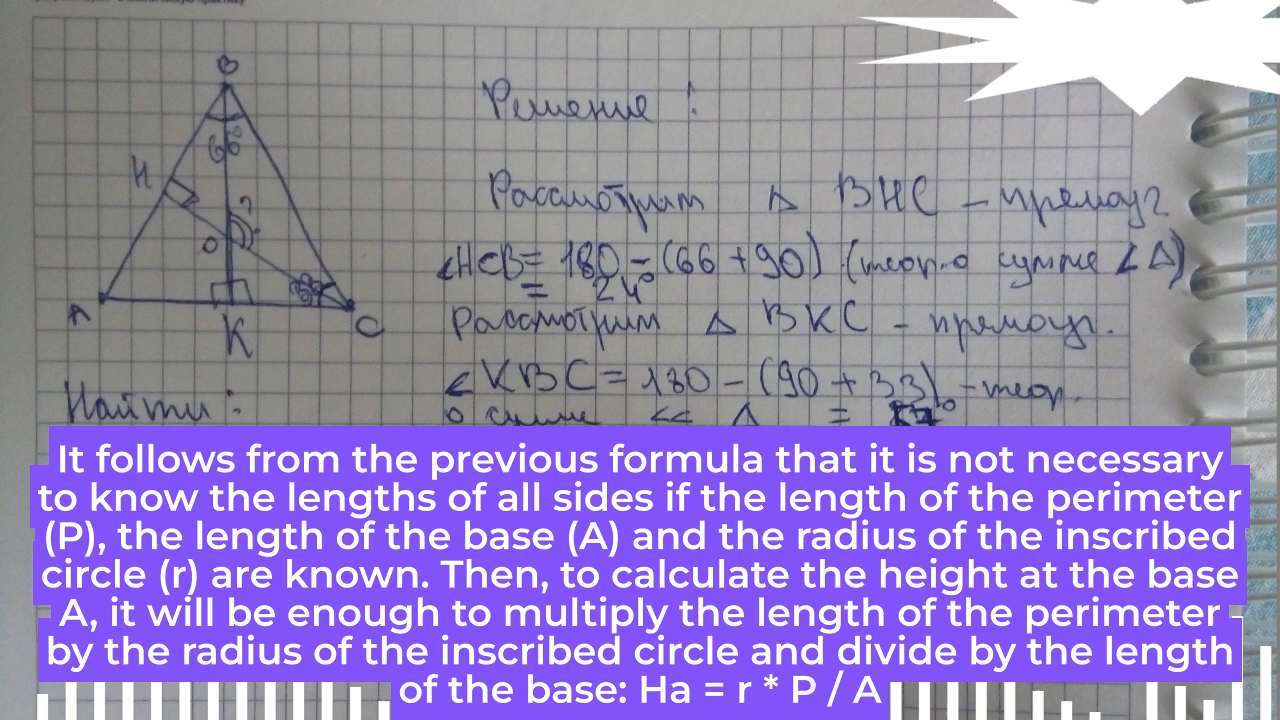 B
66°
H
?
O
33
A
K
C
Решение :
Рассмотрим Δ BHC – прямоуг
∠HCB = 180 – (66 + 90) (теор. о сумме ∠ Δ)
= 24°
Рассмотрим Δ BKC – прямоуг.
∠KBC = 180 – (90 + 33) – теор.
о сумме ∠∠ Δ =
Найти :
It follows from the previous formula that it is not necessary
to know the lengths of all sides if the length of the perimeter
(P), the length of the base (A) and the radius of the inscribed
circle (r) are known. Then, to calculate the height at the base
A, it will be enough to multiply the length of the perimeter
by the radius of the inscribed circle and divide by the length
of the base: Ha = r * P / A